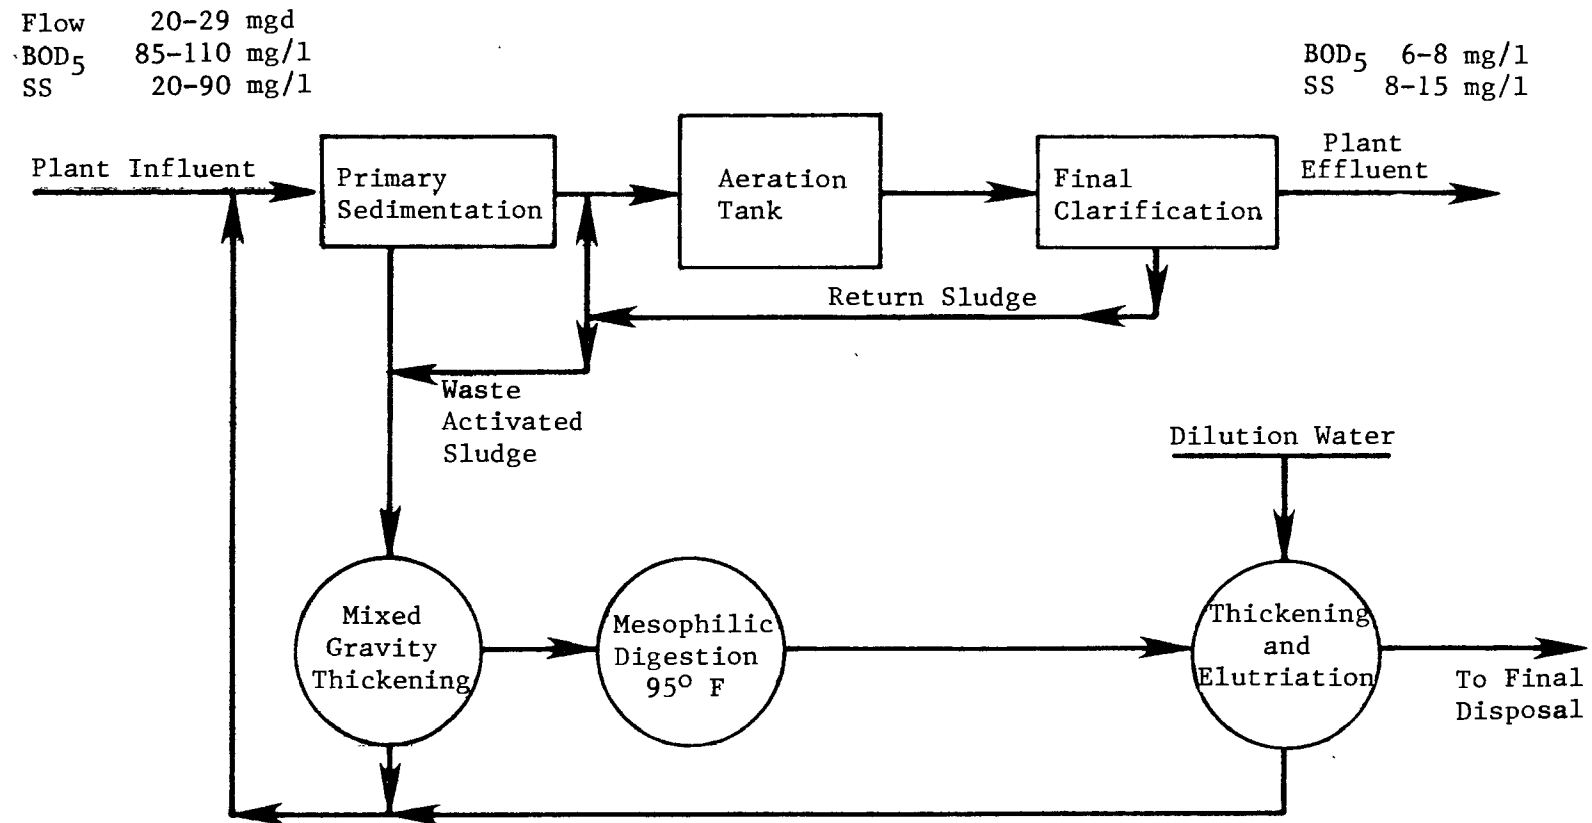 Flow 20-29 mgd
BOD5 85-110 mg/l
SS 20-90 mg/l
BOD5 6-8 mg/l
SS 8-15 mg/l
Plant Influent
Primary
Sedimentation
Aeration
Tank
Final
Clarification
Plant
Effluent
Return Sludge
Waste
Activated
Sludge
Dilution Water
Mixed
Gravity
Thickening
Mesophilic
Digestion
95° F
Thickening
and
Elutriation
To Final
Disposal